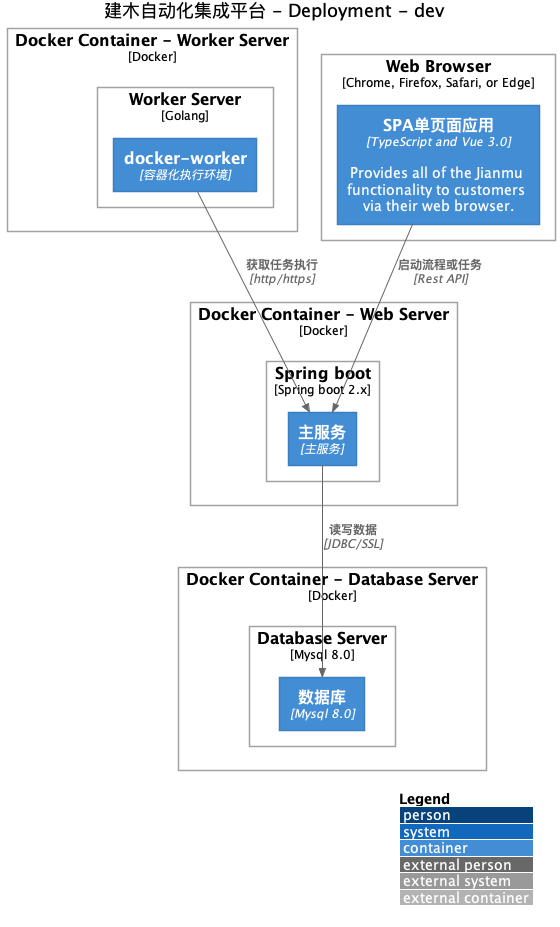 建木自动化集成平台 - Deployment - dev
Docker Container - Worker Server
[Docker]
Worker Server
[Golang]
docker-worker
[容器化执行环境]
Web Browser
[Chrome, Firefox, Safari, or Edge]
SPA单页面应用
[TypeScript and Vue 3.0]
Provides all of the Jianmu
functionality to customers
via their web browser.
获取任务执行
[http/https]
启动流程或任务
[Rest API]
Docker Container - Web Server
[Docker]
Spring boot
[Spring boot 2.x]
主服务
[主服务]
读写数据
[JDBC/SSL]
Docker Container - Database Server
[Docker]
Database Server
[Mysql 8.0]
数据库
[Mysql 8.0]
Legend
person
system
container
external person
external system
external container